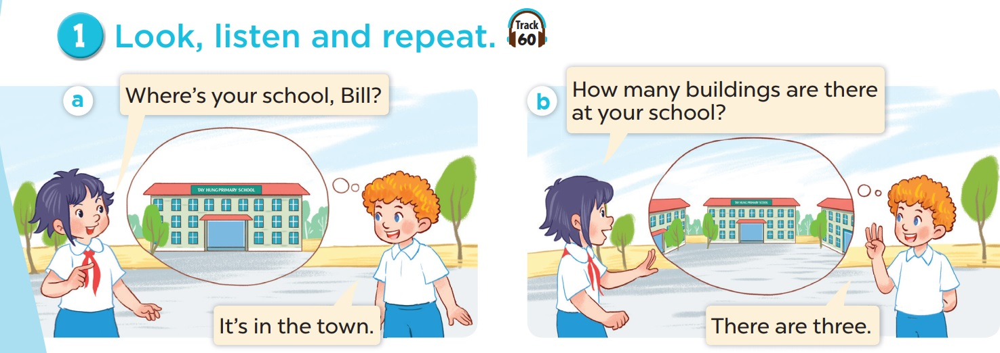 1 Look, listen and repeat. Track 60
a
Where's your school, Bill?
TAY HUNG PRIMARY SCHOOL
It's in the town.
b
How many buildings are there
at your school?
TAY HUNG PRIMARY SCHOOL
There are three.